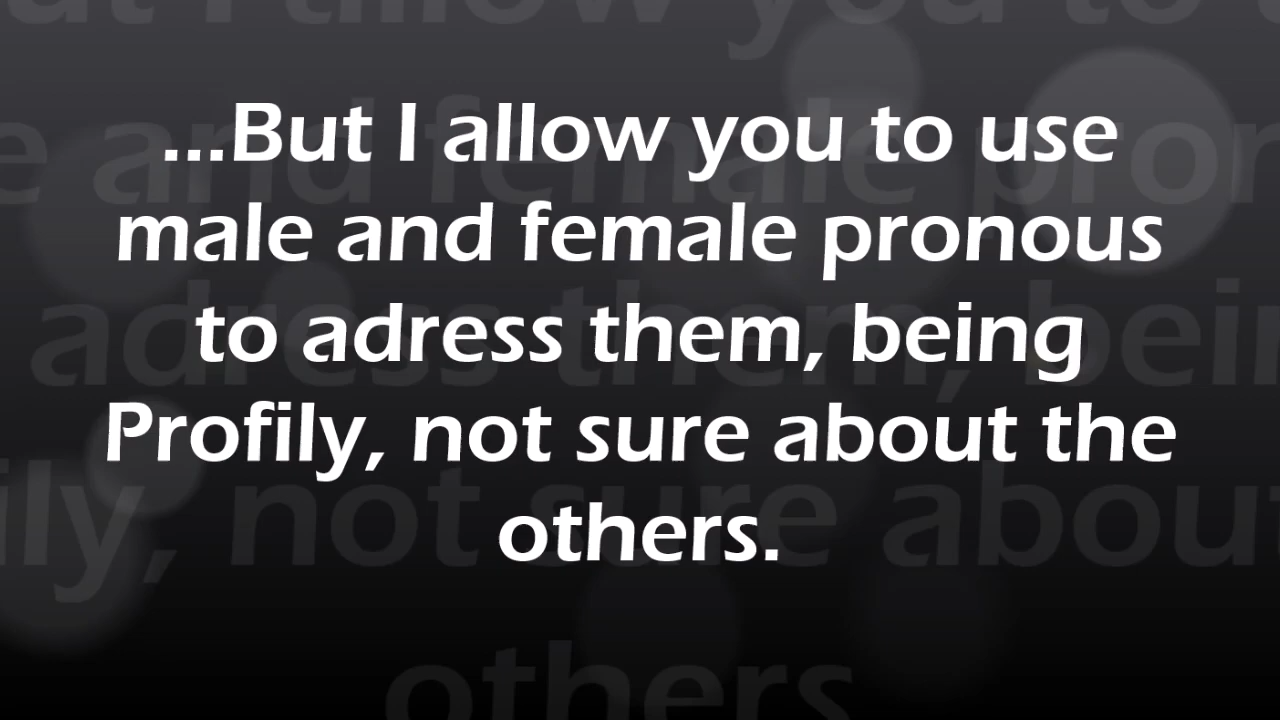 ...But I allow you to use
male and female pronous
to adress them, being
Profily, not sure about the
others.